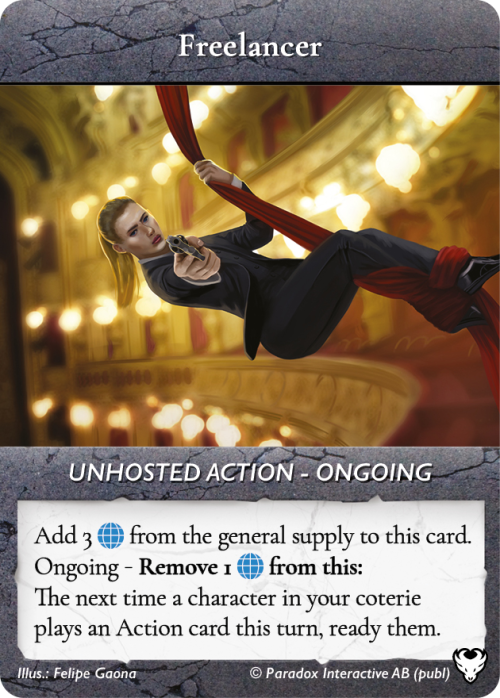 Freelancer
UNHOSTED ACTION - ONGOING
Add 3 from the general supply to this card.
Ongoing - Remove 1 from this:
The next time a character in your coterie
plays an Action card this turn, ready them.
Illus.: Felipe Gaona © Paradox Interactive AB (publ)